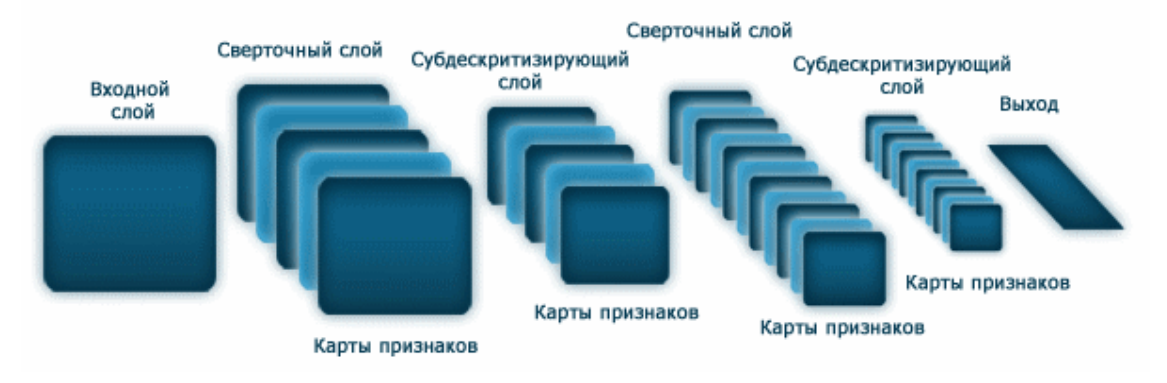 Входной
слой
Сверточный слой
Субдескритизирующий
слой
Сверточный слой
Субдескритизирующий
слой
Выход
Карты признаков
Карты признаков
Карты признаков
Карты признаков